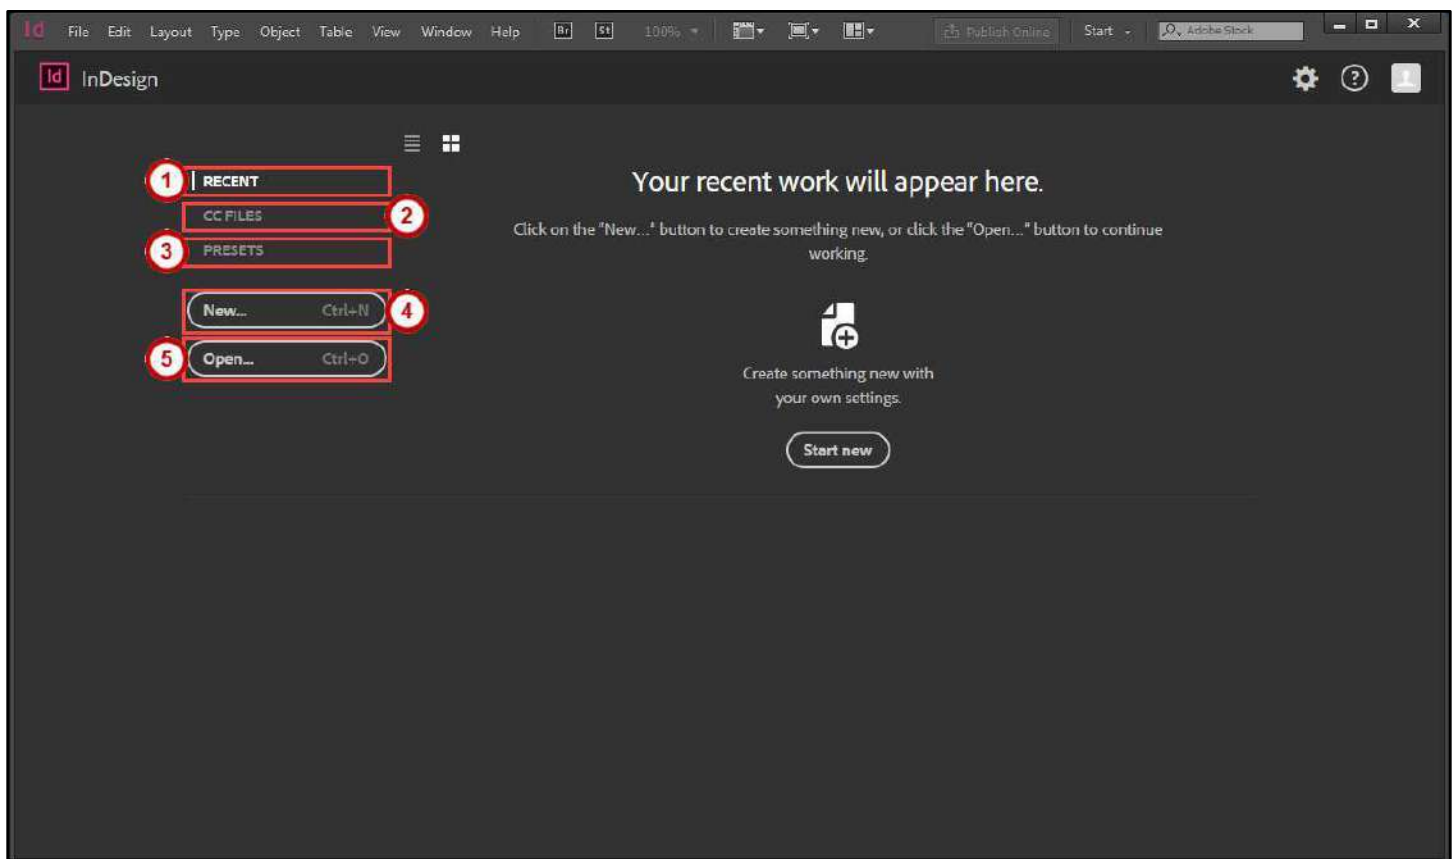 Id File Edit Layout Type Object Table View Window Help Br St 100% Publish Online Start Adobe Stock
Id InDesign
1 RECENT
CC FILES 2
3 PRESETS
New... Ctrl+N 4
5 Open... Ctrl+O
Your recent work will appear here.
Click on the "New..." button to create something new, or click the "Open..." button to continue
working.
Create something new with
your own settings.
Start new